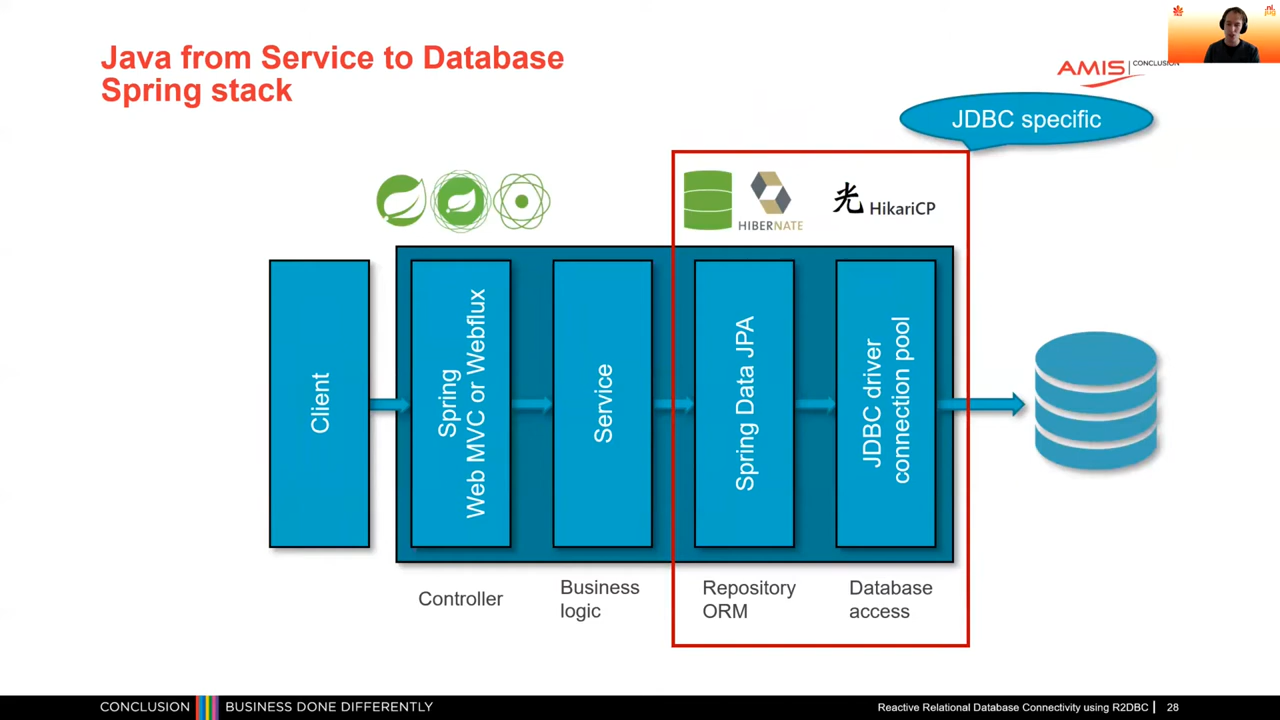 Java from Service to Database
Spring stack
AMIS | CONCLUSION
JDBC specific
HIBERNATE
光 HikariCP
Client
Spring
Web MVC or Webflux
Service
Spring Data JPA
JDBC driver
connection pool
Controller
Business
logic
Repository
ORM
Database
access
CONCLUSION
BUSINESS DONE DIFFERENTLY
Reactive Relational Database Connectivity using R2DBC | 28